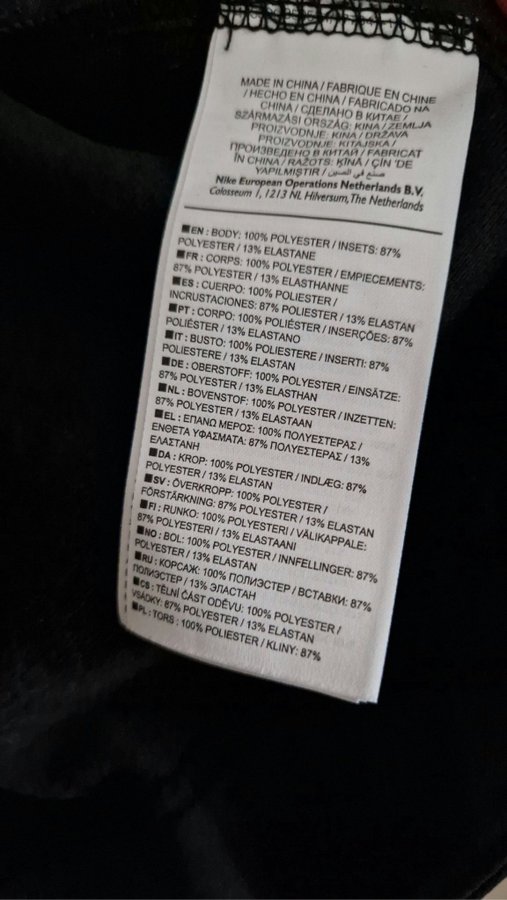 MADE IN CHINA / FABRIQUE EN CHINE
/ HECHO EN CHINA / FABRICADO NA
CHINA / СДЕЛАНО В КИТАЕ /
SZÁRMAZÁSI ORSZÁG: KÍNA / ZEMLJA
PROIZVODNJE: KINA / DRŽAVA
PROIZVODNJE: KITAJSKA /
ПРОИЗВЕДЕНО В КИТАЙ / FABRICAT
ÎN CHINA / RAŽOTS: ĶĪNĀ / ÇİN 'DE
YAPILMIŞTIR / صنع في الصين
Nike European Operations Netherlands B.V.
Colosseum 1, 1213 NL Hilversum, The Netherlands
■EN : BODY: 100% POLYESTER / INSETS: 87%
POLYESTER / 13% ELASTANE
■FR : CORPS: 100% POLYESTER / EMPIECEMENTS:
87% POLYESTER / 13% ELASTHANNE
■ES : CUERPO: 100% POLIESTER /
INCRUSTACIONES: 87% POLIESTER / 13% ELASTAN
■PT : CORPO: 100% POLIÉSTER / INSERÇÕES: 87%
POLIÉSTER / 13% ELASTANO
■IT : BUSTO: 100% POLIESTERE / INSERTI: 87%
POLIESTERE / 13% ELASTAN
■DE : OBERSTOFF: 100% POLYESTER / EINSÄTZE:
87% POLYESTER / 13% ELASTHAN
■NL : BOVENSTOF: 100% POLYESTER / INZETTEN:
87% POLYESTER / 13% ELASTAAN
■EL : ΕΠΑΝΩ ΜΕΡΟΣ: 100% ΠΟΛΥΕΣΤΕΡΑΣ /
ΕΝΘΕΤΑ ΥΦΑΣΜΑΤΑ: 87% ΠΟΛΥΕΣΤΕΡΑΣ / 13%
ΕΛΑΣΤΑΝΗ
■DA : KROP: 100% POLYESTER / INDLÆG: 87%
POLYESTER / 13% ELASTAN
■SV : ÖVERKROPP: 100% POLYESTER /
FÖRSTÄRKNING: 87% POLYESTER / 13% ELASTAN
■FI : RUNKO: 100% POLYESTERI / VÄLIKAPPALE:
87% POLYESTERI / 13% ELASTAANI
■NO : BOL: 100% POLYESTER / INNFELLINGER: 87%
POLYESTER / 13% ELASTAN
■RU : КОРСАЖ: 100% ПОЛИЭСТЕР / ВСТАВКИ: 87%
ПОЛИЭСТЕР / 13% ЭЛАСТАН
■CS : TĚLNÍ ČÁST ODĚVU: 100% POLYESTER /
VSADKY: 87% POLYESTER / 13% ELASTAN
■PL : TORS : 100% POLIESTER / KLINY: 87%